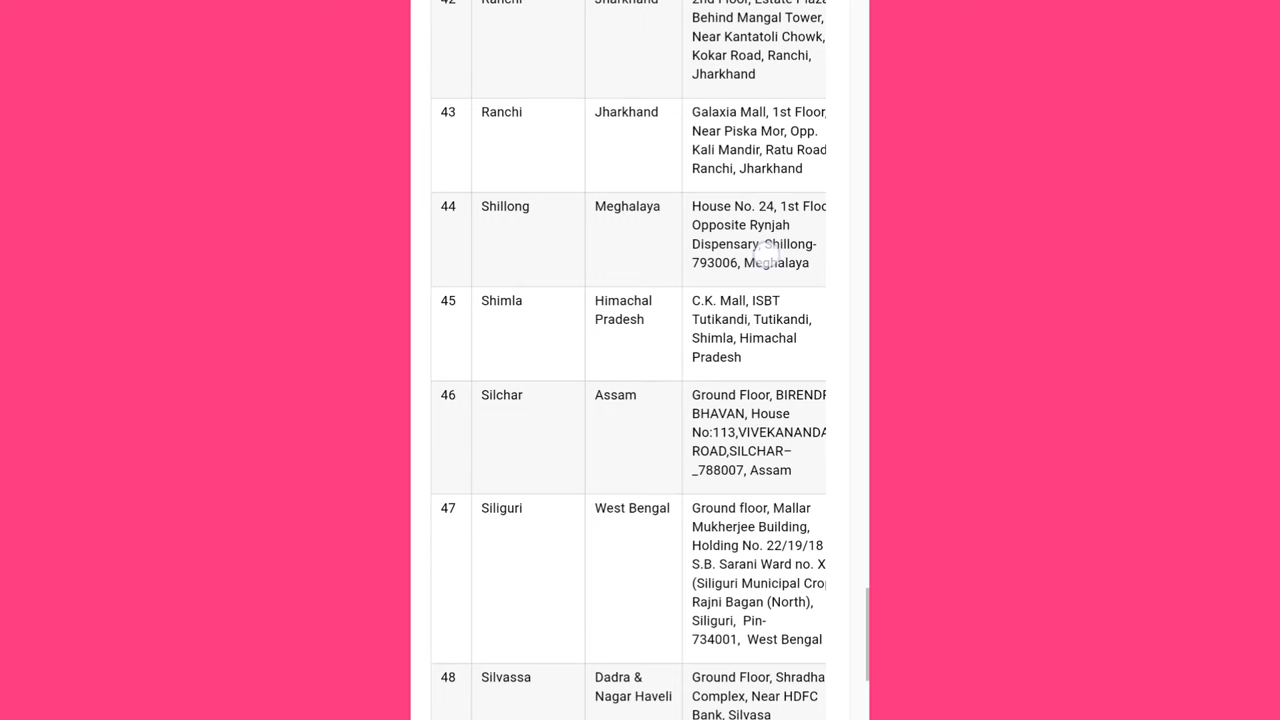 42 Ranchi Jharkhand 2nd Floor, Estate Plaza
Behind Mangal Tower,
Near Kantatoli Chowk,
Kokar Road, Ranchi,
Jharkhand
43 Ranchi Jharkhand Galaxia Mall, 1st Floor,
Near Piska Mor, Opp.
Kali Mandir, Ratu Road
Ranchi, Jharkhand
44 Shillong Meghalaya House No. 24, 1st Floo
Opposite Rynjah
Dispensary, Shillong-
793006, Meghalaya
45 Shimla Himachal C.K. Mall, ISBT
Pradesh Tutikandi, Tutikandi,
Shimla, Himachal
Pradesh
46 Silchar Assam Ground Floor, BIRENDR
BHAVAN, House
No:113,VIVEKANANDA
ROAD,SILCHAR–
_788007, Assam
47 Siliguri West Bengal Ground floor, Mallar
Mukherjee Building,
Holding No. 22/19/18
S.B. Sarani Ward no. X
(Siliguri Municipal Crop
Rajni Bagan (North),
Siliguri, Pin-
734001, West Bengal
48 Silvassa Dadra & Ground Floor, Shradha
Nagar Haveli Complex, Near HDFC
Bank, Silvasa